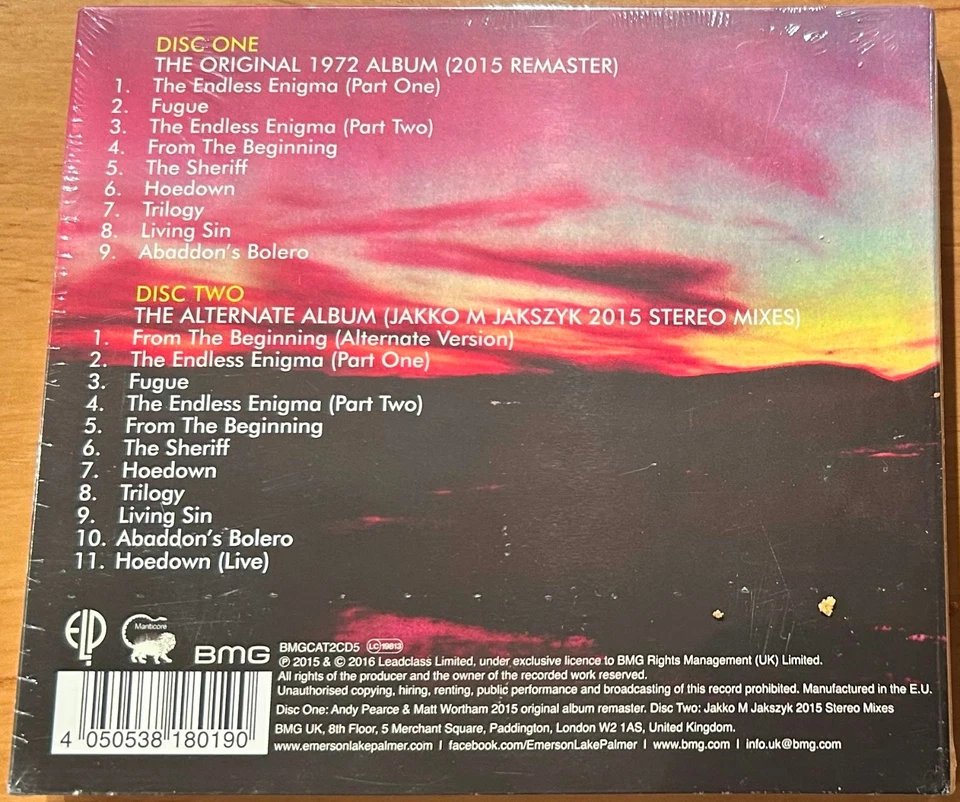 DISC ONE
THE ORIGINAL 1972 ALBUM (2015 REMASTER)
1. The Endless Enigma (Part One)
2. Fugue
3. The Endless Enigma (Part Two)
4. From The Beginning
5. The Sheriff
6. Hoedown
7. Trilogy
8. Living Sin
9. Abaddon's Bolero
DISC TWO
THE ALTERNATE ALBUM (JAKKO M JAKSZYK 2015 STEREO MIXES)
1. From The Beginning (Alternate Version)
2. The Endless Enigma (Part One)
3. Fugue
4. The Endless Enigma (Part Two)
5. From The Beginning
6. The Sheriff
7. Hoedown
8. Trilogy
9. Living Sin
10. Abaddon's Bolero
11. Hoedown (Live)
ELP Manticore BMG
BMGCAT2CD5 LC 19813
℗ 2015 & © 2016 Leadclass Limited, under exclusive licence to BMG Rights Management (UK) Limited.
All rights of the producer and the owner of the recorded work reserved.
Unauthorised copying, hiring, renting, public performance and broadcasting of this record prohibited. Manufactured in the E.U.
Disc One: Andy Pearce & Matt Wortham 2015 original album remaster. Disc Two: Jakko M Jakszyk 2015 Stereo Mixes
BMG UK, 8th Floor, 5 Merchant Square, Paddington, London W2 1AS, United Kingdom.
www.emersonlakepalmer.com | facebook.com/EmersonLakePalmer | www.bmg.com | info.uk@bmg.com
4 050538 180190